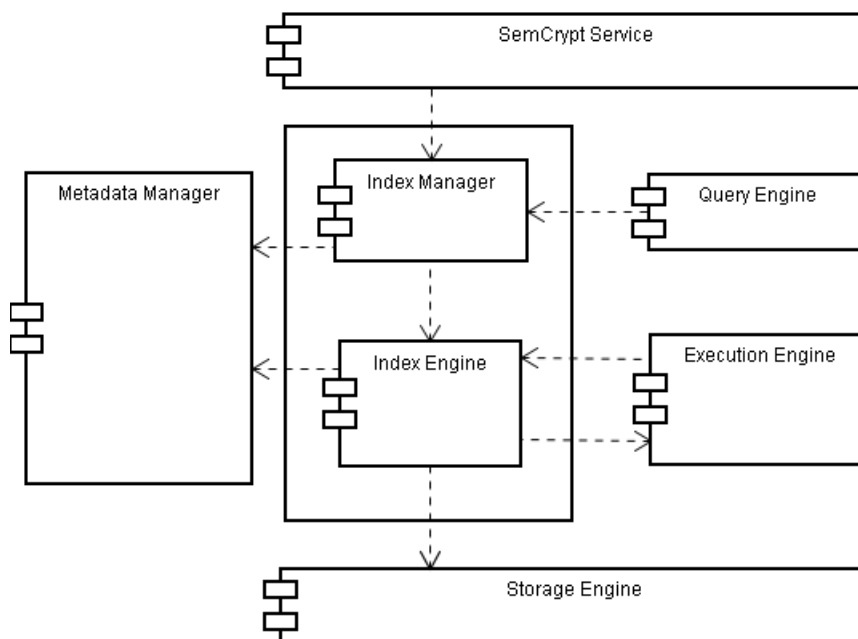 SemCrypt Service
Index Manager
Metadata Manager
Query Engine
Index Engine
Execution Engine
Storage Engine